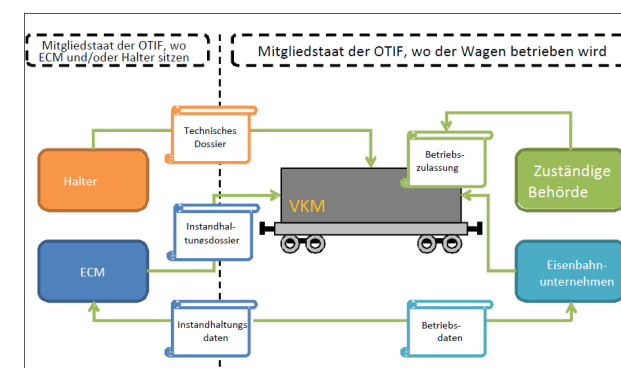 Mitgliedstaat der OTIF, wo
ECM und/oder Halter sitzen
Mitgliedstaat der OTIF, wo der Wagen betrieben wird
Technisches
Dossier
Betriebs-
zulassung
Halter
Zuständige
Behörde
VKM
Instandhal-
tungsdossier
ECM
Eisenbahn-
unternehmen
Instandhaltungs
daten
Betriebs-
daten